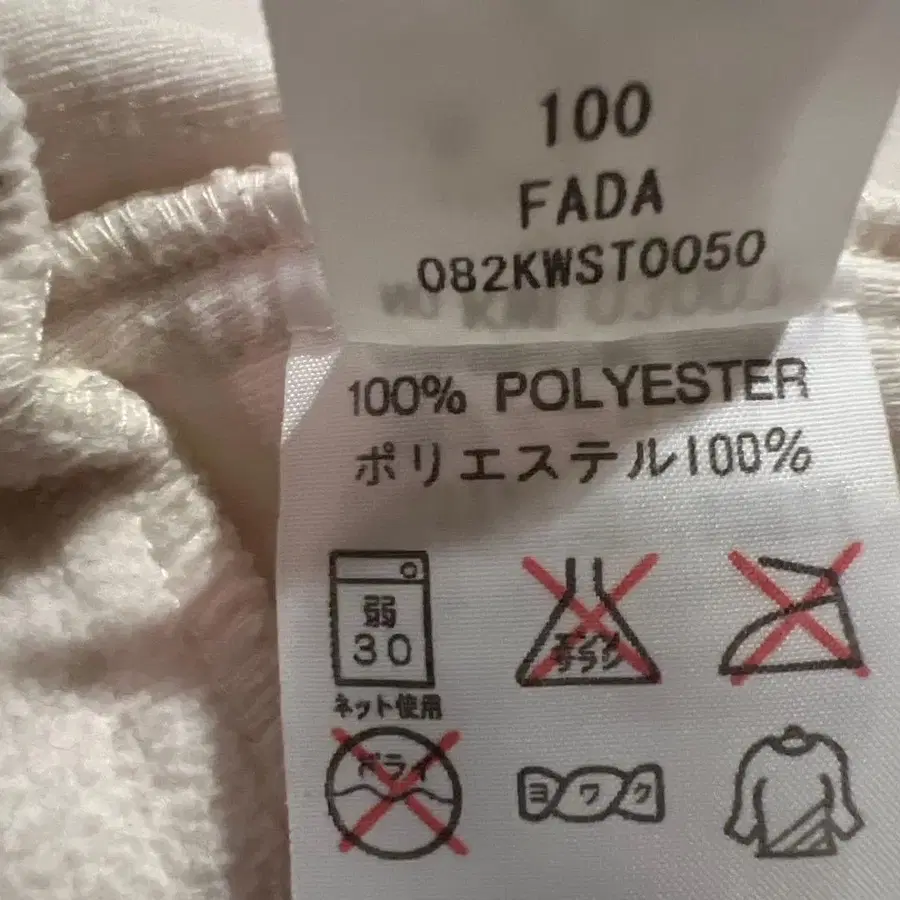 100
FADA
082KWST0050
100% POLYESTER
ポリエステル100%
弱
30
ネット使用
ドライ
ヨワク